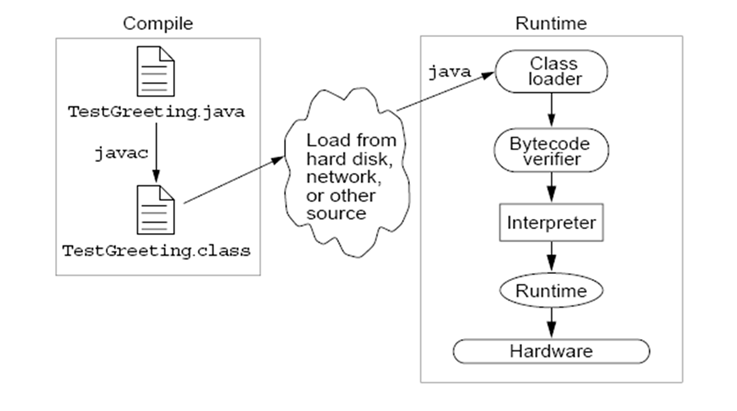 Compile
TestGreeting.java
javac
TestGreeting.class
Load from
hard disk,
network,
or other
source
Runtime
java
Class
loader
Bytecode
verifier
Interpreter
Runtime
Hardware